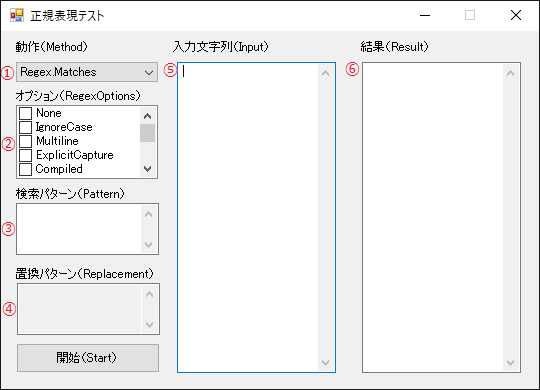 正規表現テスト
動作(Method)
① Regex.Matches
オプション(RegexOptions)
② None
IgnoreCase
Multiline
ExplicitCapture
Compiled
検索パターン(Pattern)
③
置換パターン(Replacement)
④
開始(Start)
入力文字列(Input)
⑤
結果(Result)
⑥